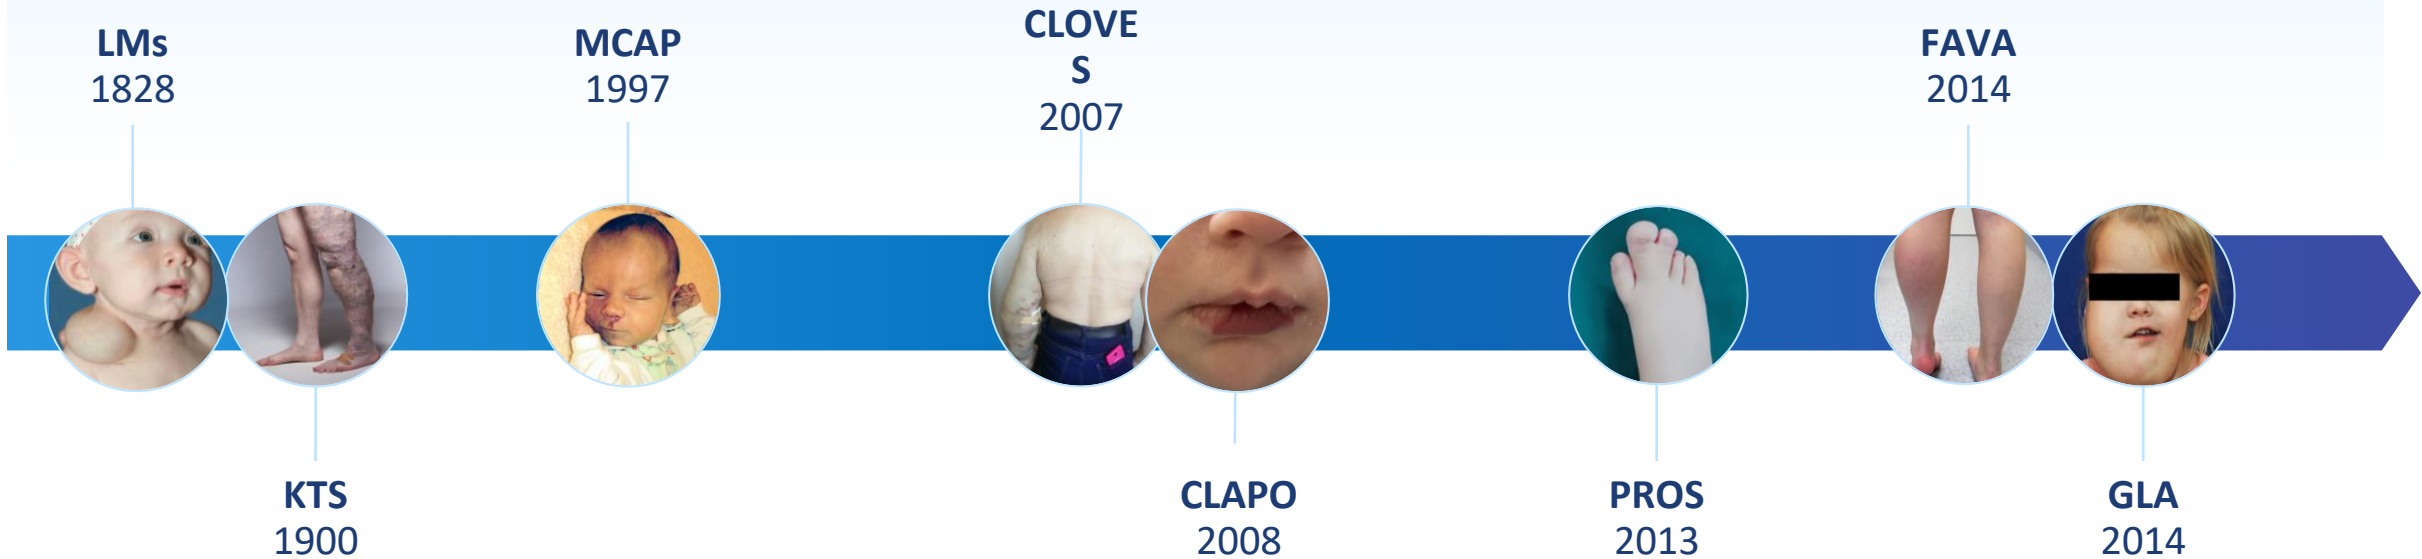 LMs
1828
KTS
1900
MCAP
1997
CLOVE
S
2007
CLAPO
2008
PROS
2013
FAVA
2014
GLA
2014